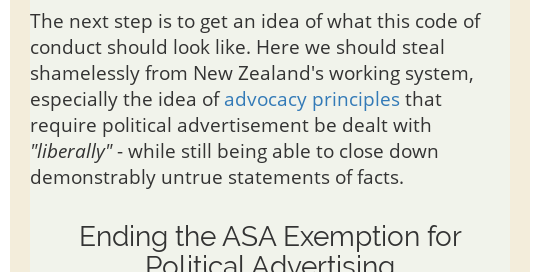 The next step is to get an idea of what this code of
conduct should look like. Here we should steal
shamelessly from New Zealand's working system,
especially the idea of advocacy principles that
require political advertisement be dealt with
"liberally" - while still being able to close down
demonstrably untrue statements of facts.
Ending the ASA Exemption for
Political Advertising